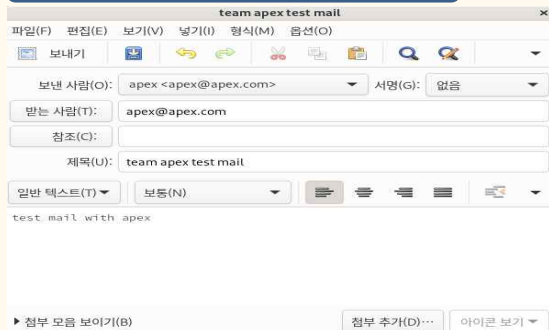 team apex test mail ×
파일(F) 편집(E) 보기(V) 넣기(I) 형식(M) 옵션(O)
보내기
보낸 사람(O): apex <apex@apex.com> 서명(G): 없음
받는 사람(T): apex@apex.com
참조(C):
제목(U): team apex test mail
일반 텍스트(T) 보통(N)
test mail with apex
첨부 모음 보이기(B) 첨부 추가(D)… 아이콘 보기